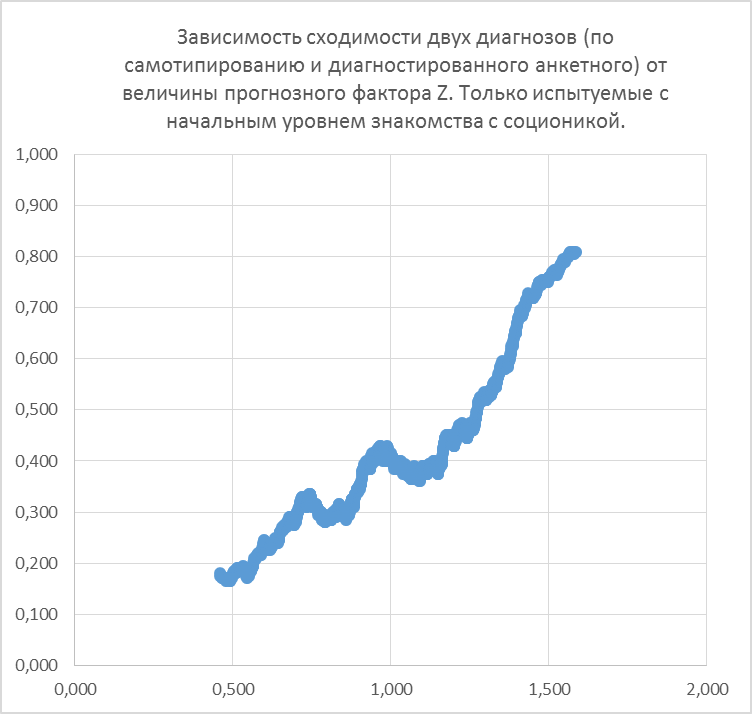 Зависимость сходимости двух диагнозов (по
самотипированию и диагностированного анкетного) от
величины прогнозного фактора Z. Только испытуемые с
начальным уровнем знакомства с соционикой.
1,000
0,900
0,800
0,700
0,600
0,500
0,400
0,300
0,200
0,100
0,000
0,000 0,500 1,000 1,500 2,000